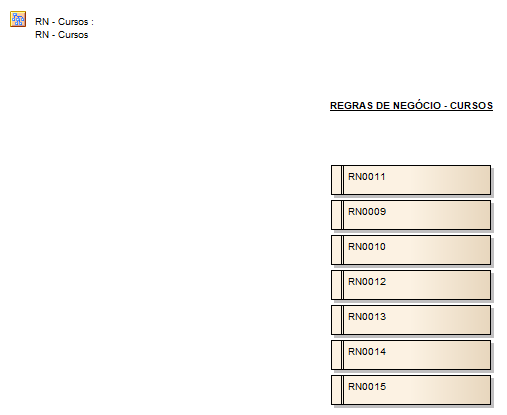 RN - Cursos :
RN - Cursos
REGRAS DE NEGÓCIO - CURSOS
RN0011
RN0009
RN0010
RN0012
RN0013
RN0014
RN0015